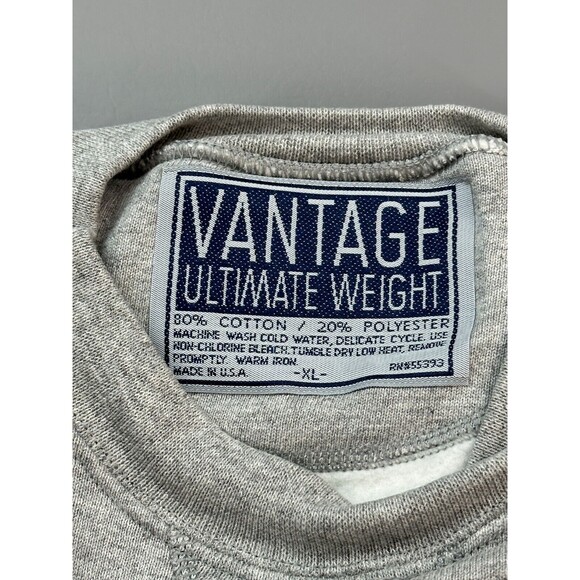 VANTAGE
ULTIMATE WEIGHT
80% COTTON / 20% POLYESTER
MACHINE WASH COLD WATER, DELICATE CYCLE. USE
NON-CHLORINE BLEACH. TUMBLE DRY LOW HEAT, REMOVE
PROMPTLY. WARM IRON.
MADE IN U.S.A. -XL- RN#55393